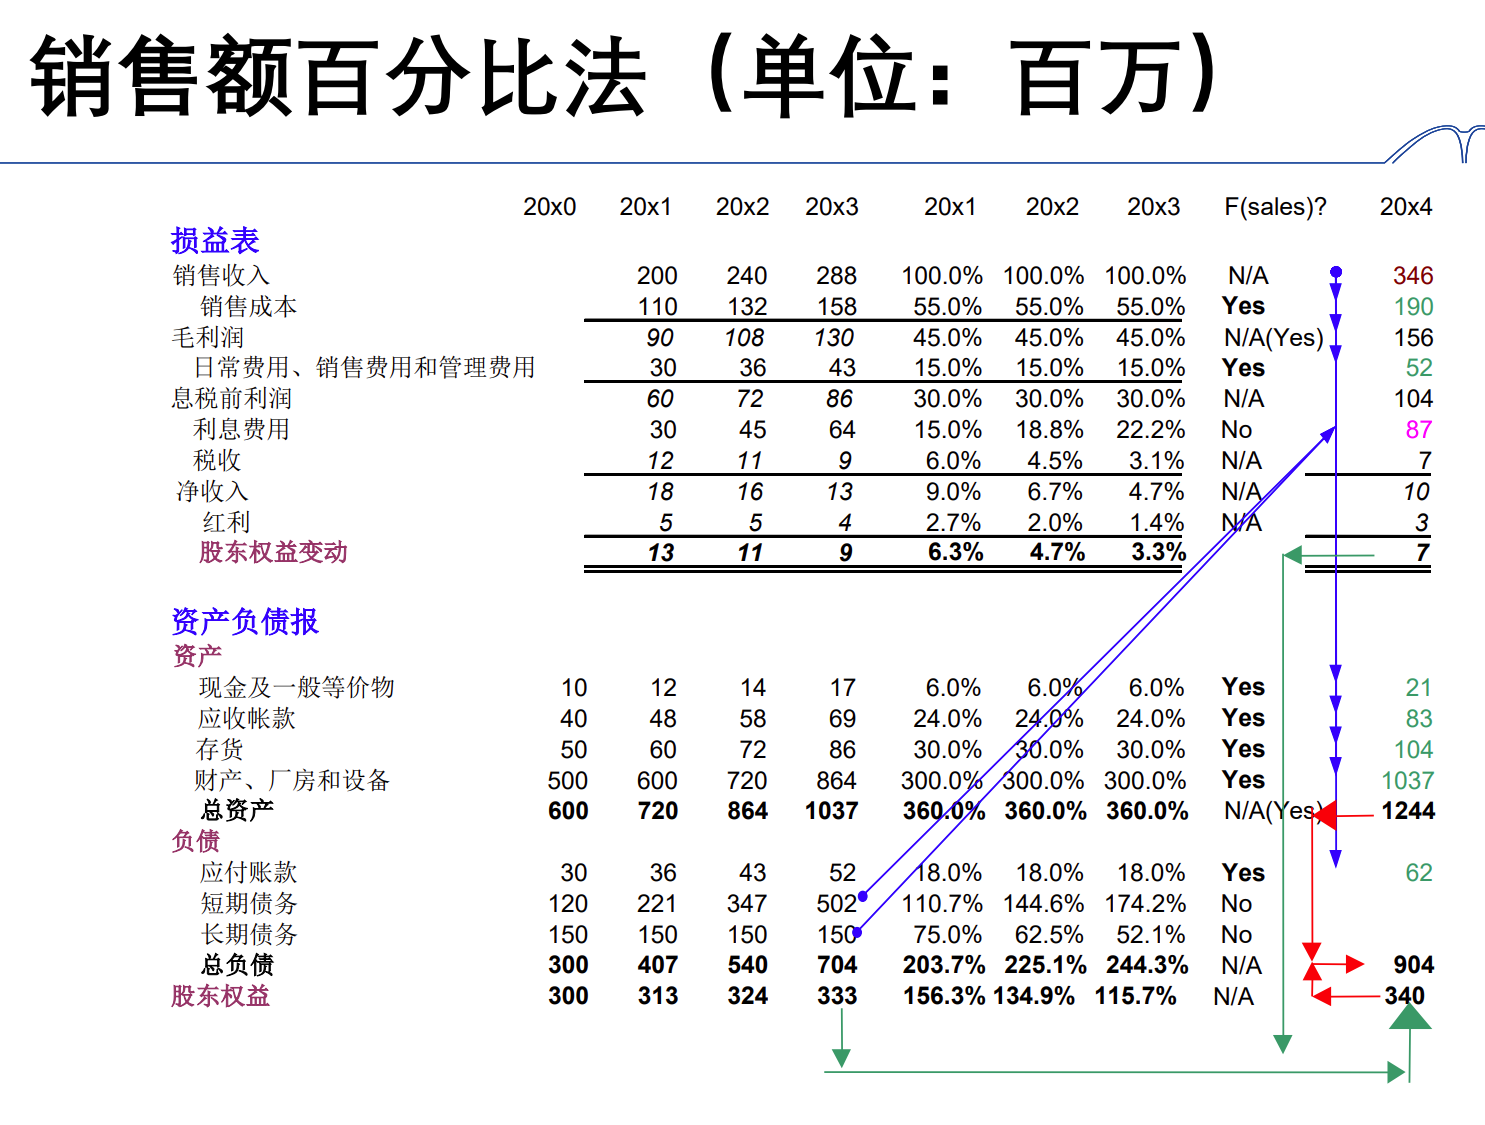 销售额百分比法（单位：百万）
20x0 20x1 20x2 20x3 20x1 20x2 20x3 F(sales)? 20x4
损益表
销售收入 200 240 288 100.0% 100.0% 100.0% N/A 346
销售成本 110 132 158 55.0% 55.0% 55.0% Yes 190
毛利润 90 108 130 45.0% 45.0% 45.0% N/A(Yes) 156
日常费用、销售费用和管理费用 30 36 43 15.0% 15.0% 15.0% Yes 52
息税前利润 60 72 86 30.0% 30.0% 30.0% N/A 104
利息费用 30 45 64 15.0% 18.8% 22.2% No 87
税收 12 11 9 6.0% 4.5% 3.1% N/A 7
净收入 18 16 13 9.0% 6.7% 4.7% N/A 10
红利 5 5 4 2.7% 2.0% 1.4% N/A 3
股东权益变动 13 11 9 6.3% 4.7% 3.3% 7
资产负债报
资产
现金及一般等价物 10 12 14 17 6.0% 6.0% 6.0% Yes 21
应收帐款 40 48 58 69 24.0% 24.0% 24.0% Yes 83
存货 50 60 72 86 30.0% 30.0% 30.0% Yes 104
财产、厂房和设备 500 600 720 864 300.0% 300.0% 300.0% Yes 1037
总资产 600 720 864 1037 360.0% 360.0% 360.0% N/A(Yes) 1244
负债
应付账款 30 36 43 52 18.0% 18.0% 18.0% Yes 62
短期债务 120 221 347 502 110.7% 144.6% 174.2% No
长期债务 150 150 150 150 75.0% 62.5% 52.1% No
总负债 300 407 540 704 203.7% 225.1% 244.3% N/A 904
股东权益 300 313 324 333 156.3% 134.9% 115.7% N/A 340